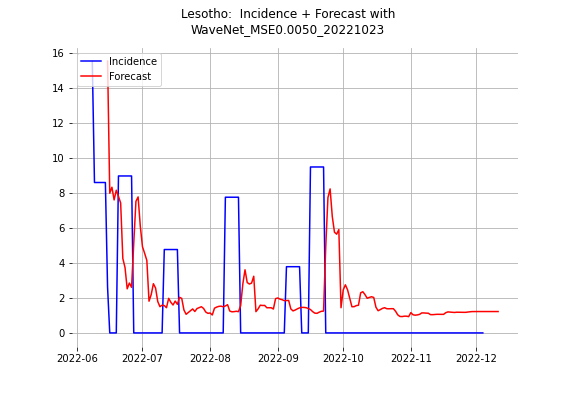 Lesotho:  Incidence + Forecast with
WaveNet_MSE0.0050_20221023
Incidence
Forecast
16
14
12
10
8
6
4
2
0
2022-06 2022-07 2022-08 2022-09 2022-10 2022-11 2022-12